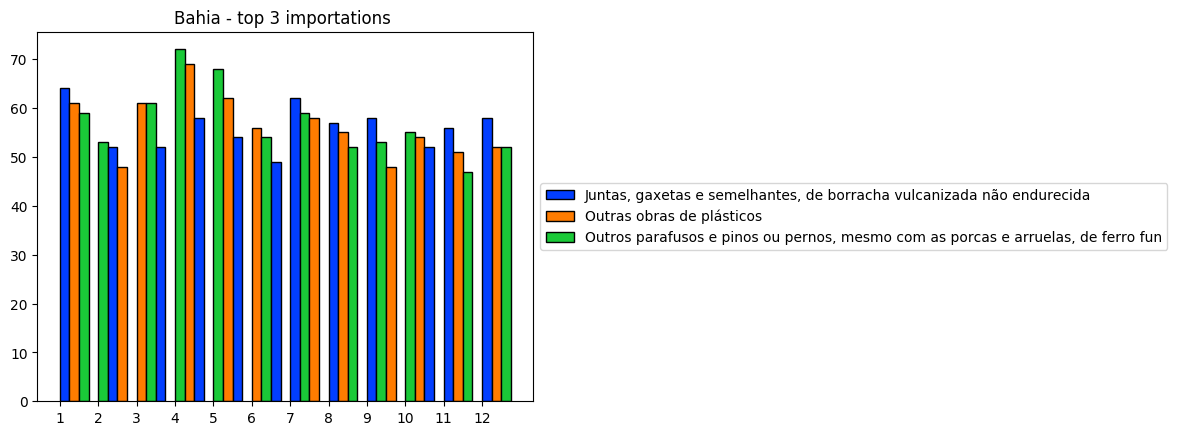 Bahia - top 3 importations
70
60
50
40
30
20
10
0
1 2 3 4 5 6 7 8 9 10 11 12
Juntas, gaxetas e semelhantes, de borracha vulcanizada não endurecida
Outras obras de plásticos
Outros parafusos e pinos ou pernos, mesmo com as porcas e arruelas, de ferro fun